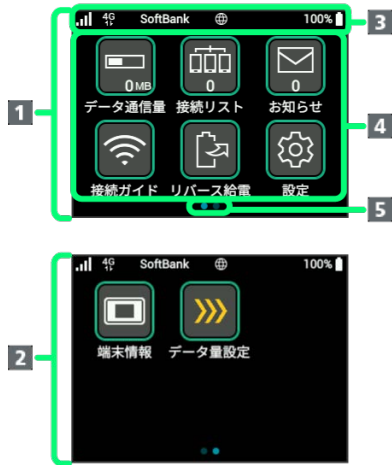 4G SoftBank 100%
3
0MB 0 0
データ通信量 接続リスト お知らせ
1
4
接続ガイド リバース給電 設定
5
4G SoftBank 100%
端末情報 データ量設定
2